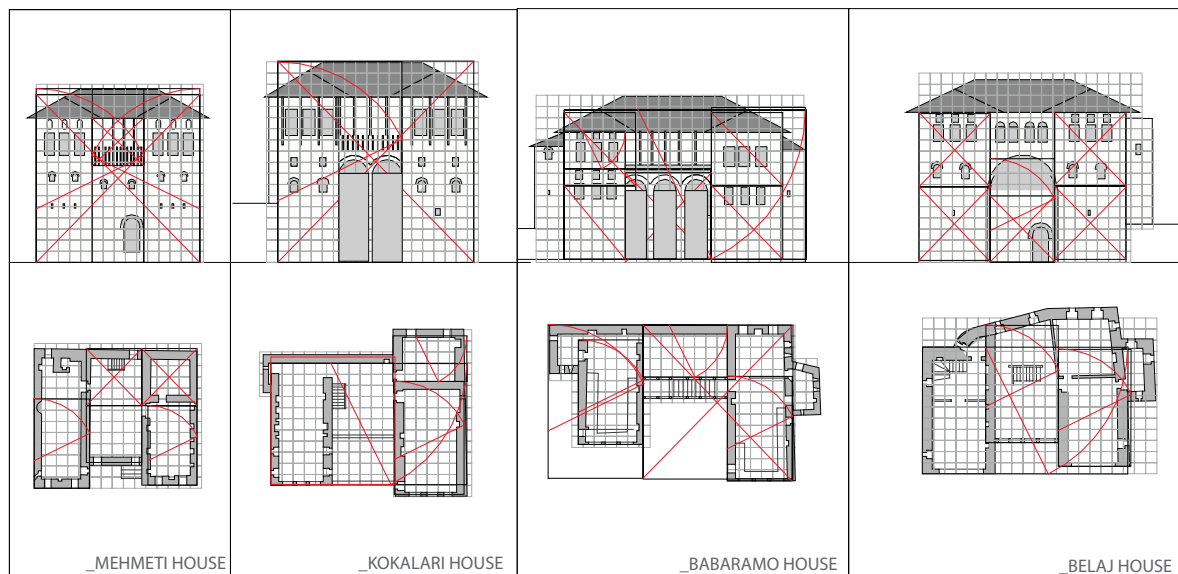 _MEHMETI HOUSE
_KOKALARI HOUSE
_BABARAMO HOUSE
_BELAJ HOUSE